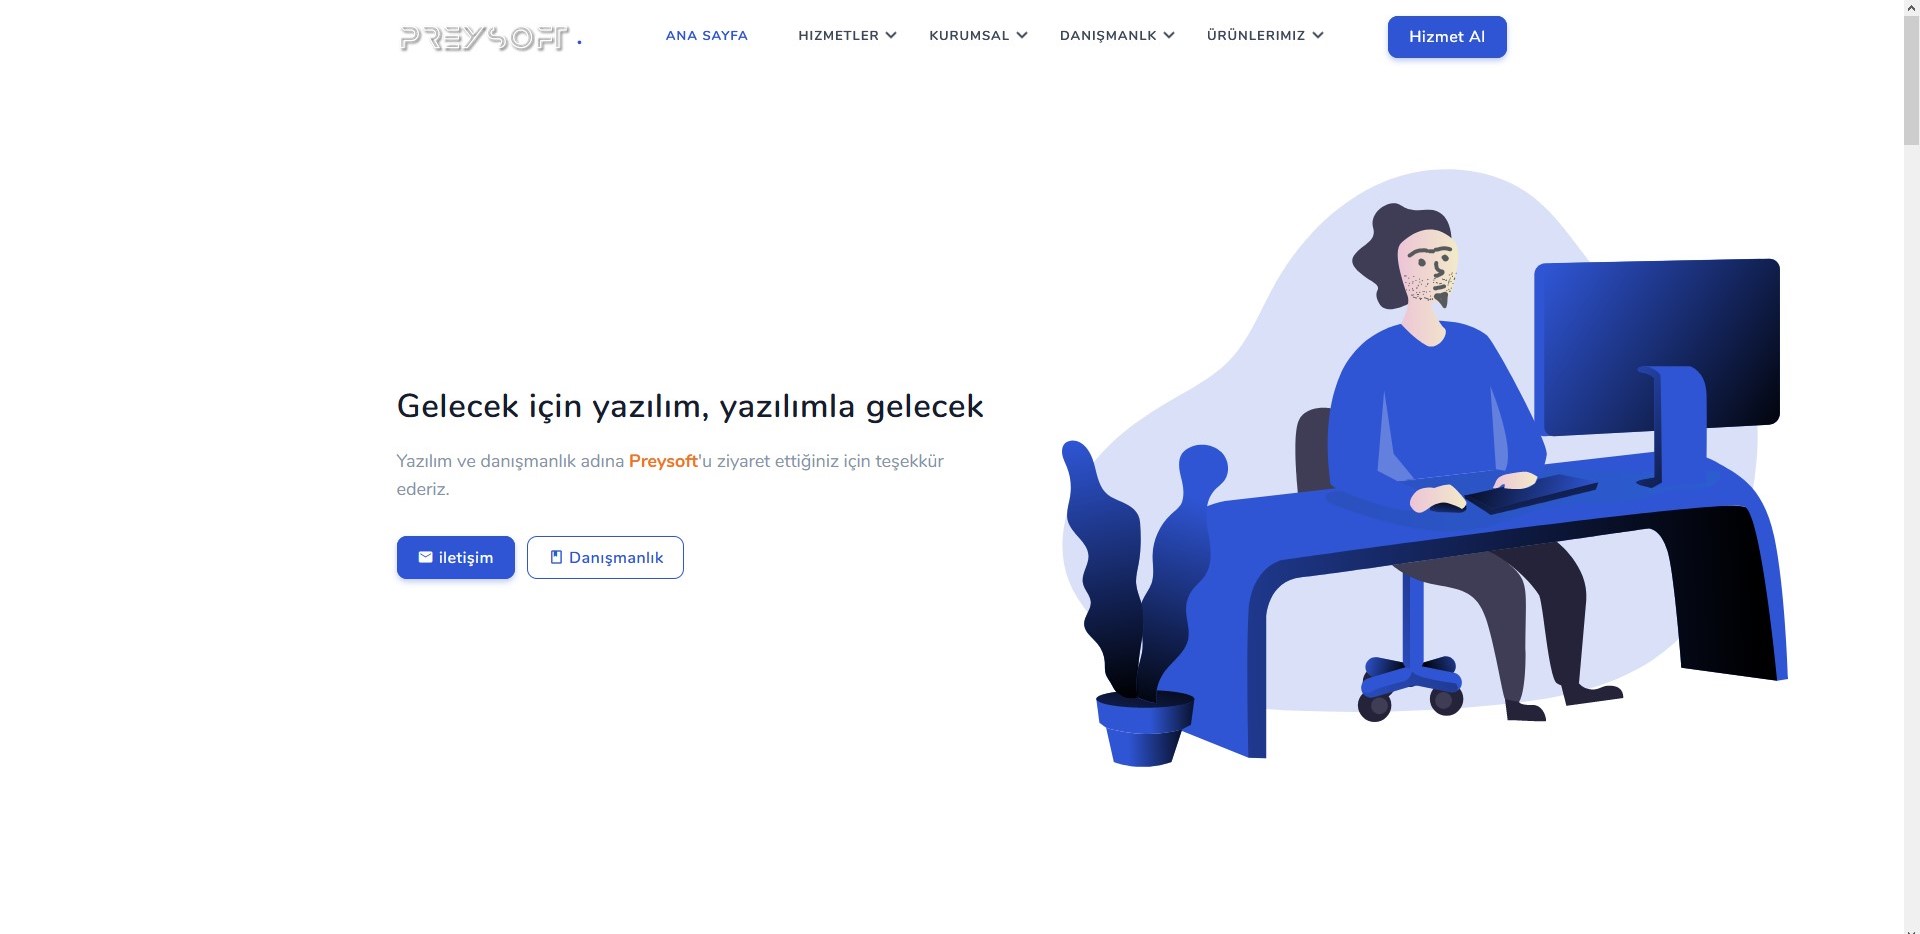 PREYSOFT .
ANA SAYFA HIZMETLER KURUMSAL DANIŞMANLK ÜRÜNLERIMIZ Hizmet Al
Gelecek için yazılım, yazılımla gelecek
Yazılım ve danışmanlık adına Preysoft'u ziyaret ettiğiniz için teşekkür
ederiz.
iletişim Danışmanlık